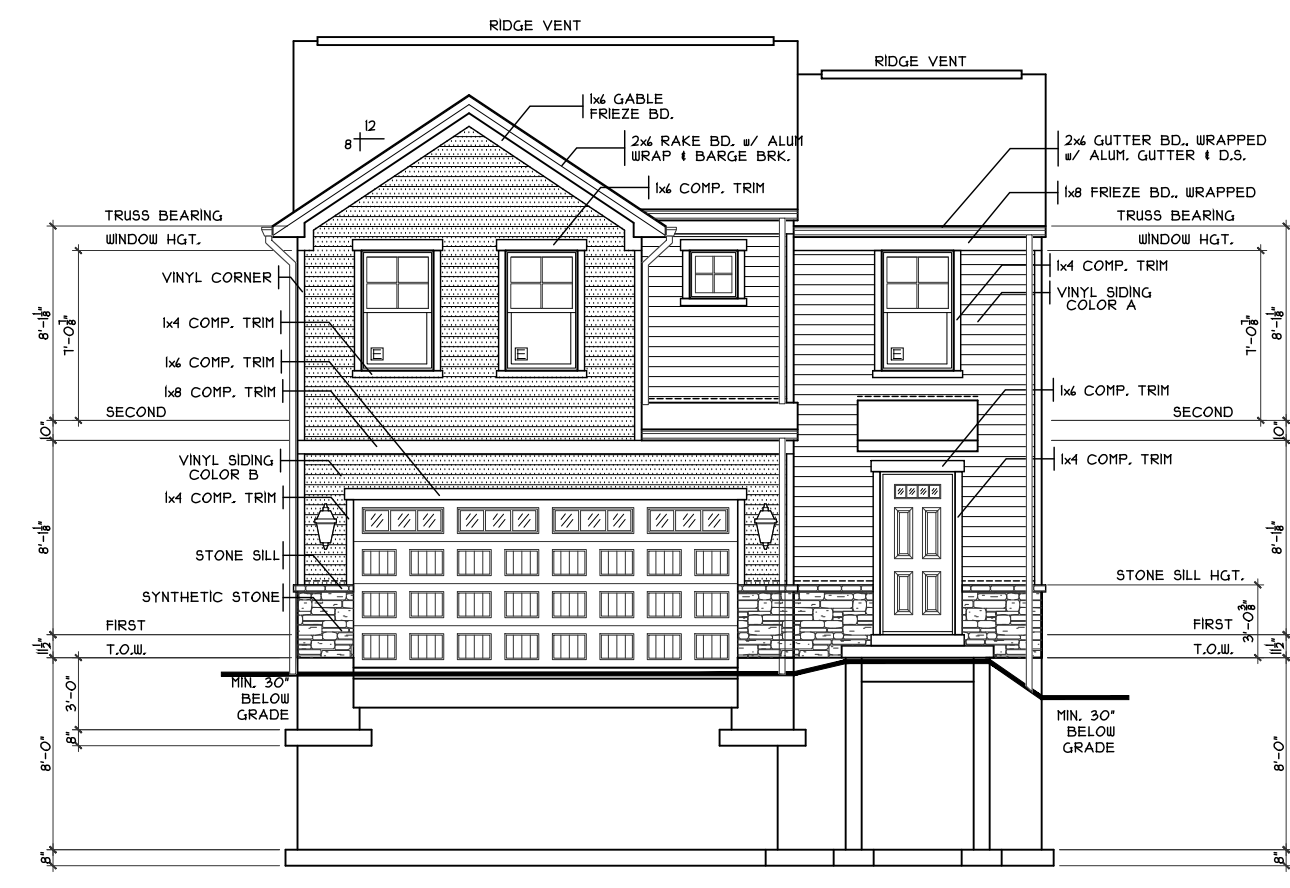 RIDGE VENT
RIDGE VENT
1x6 GABLE
FRIEZE BD.
12
8
2x6 RAKE BD. w/ ALUM
WRAP & BARGE BRK.
2x6 GUTTER BD., WRAPPED
w/ ALUM. GUTTER & D.S.
1x6 COMP. TRIM
1x8 FRIEZE BD., WRAPPED
TRUSS BEARING
TRUSS BEARING
WINDOW HGT.
WINDOW HGT.
VINYL CORNER
1x4 COMP. TRIM
VINYL SIDING
COLOR A
8'-1 1/8"
7'-0 7/8"
1x4 COMP. TRIM
7'-0 7/8"
8'-1 1/8"
E
E
E
1x6 COMP. TRIM
1x8 COMP. TRIM
1x6 COMP. TRIM
SECOND
SECOND
10"
10"
VINYL SIDING
COLOR B
1x4 COMP. TRIM
1x4 COMP. TRIM
8'-1 1/8"
8'-1 1/8"
STONE SILL
STONE SILL HGT.
SYNTHETIC STONE
3'-0 3/8"
FIRST
FIRST
11 1/2"
T.O.W.
T.O.W.
11 1/2"
MIN. 30"
BELOW
GRADE
3'-0"
MIN. 30"
BELOW
GRADE
8"
8'-0"
8'-0"
8"
8"